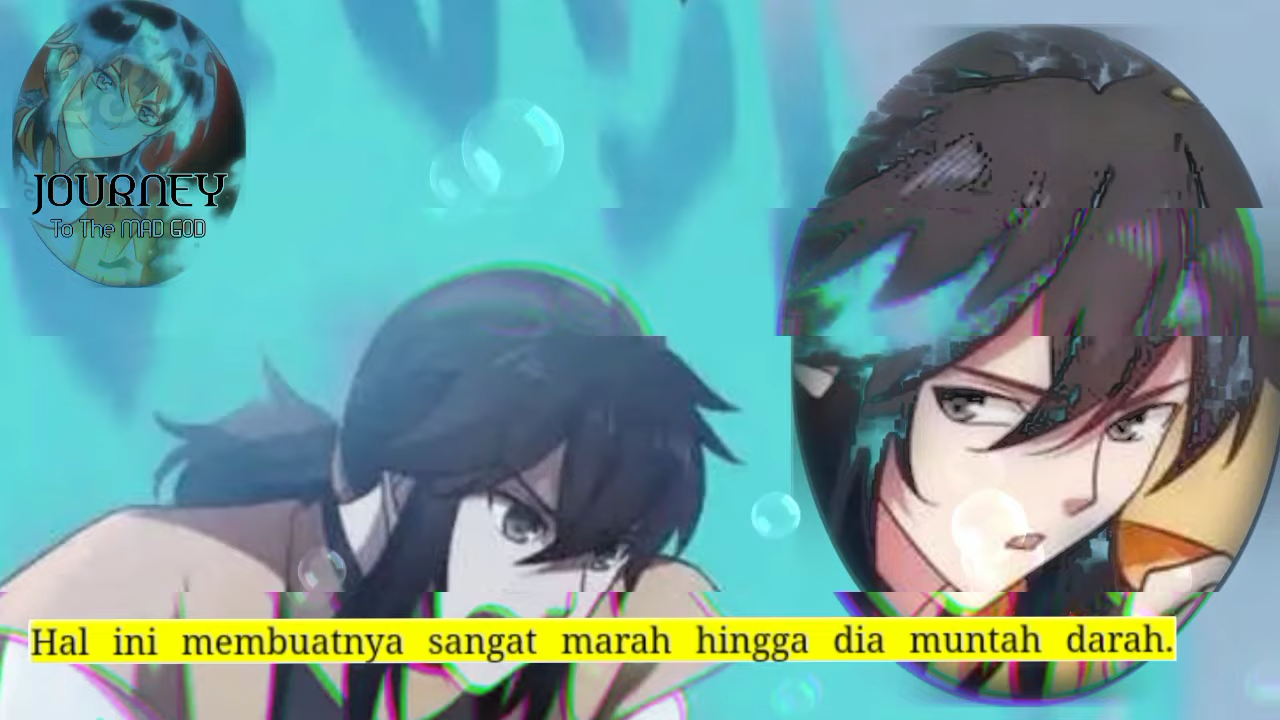 JOURNEY
To The MAD GOD
Hal ini membuatnya sangat marah hingga dia muntah darah.